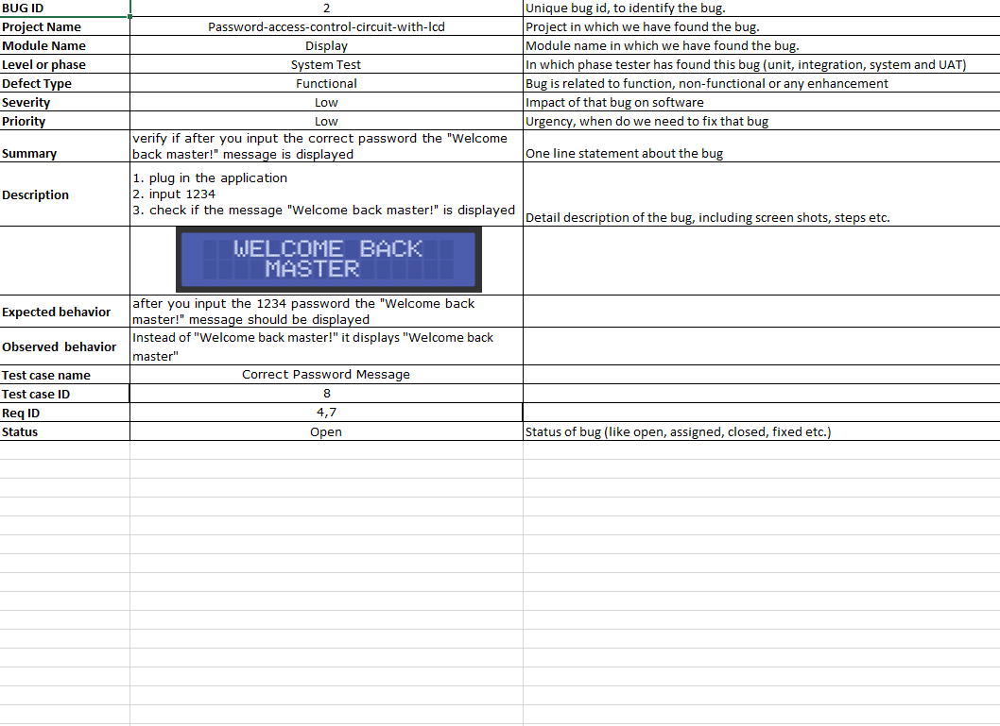 BUG ID 2 Unique bug id, to identify the bug.
Project Name Password-access-control-circuit-with-lcd Project in which we have found the bug.
Module Name Display Module name in which we have found the bug.
Level or phase System Test In which phase tester has found this bug (unit, integration, system and UAT)
Defect Type Functional Bug is related to function, non-functional or any enhancement
Severity Low Impact of that bug on software
Priority Low Urgency, when do we need to fix that bug
Summary
verify if after you input the correct password the "Welcome
back master!" message is displayed
One line statement about the bug
Description
1. plug in the application
2. input 1234
3. check if the message "Welcome back master!" is displayed
Detail description of the bug, including screen shots, steps etc.
WELCOME BACK
MASTER
Expected behavior
after you input the 1234 password the "Welcome back
master!" message should be displayed
Observed behavior
Instead of "Welcome back master!" it displays "Welcome back
master"
Test case name Correct Password Message
Test case ID 8
Req ID 4,7
Status Open Status of bug (like open, assigned, closed, fixed etc.)